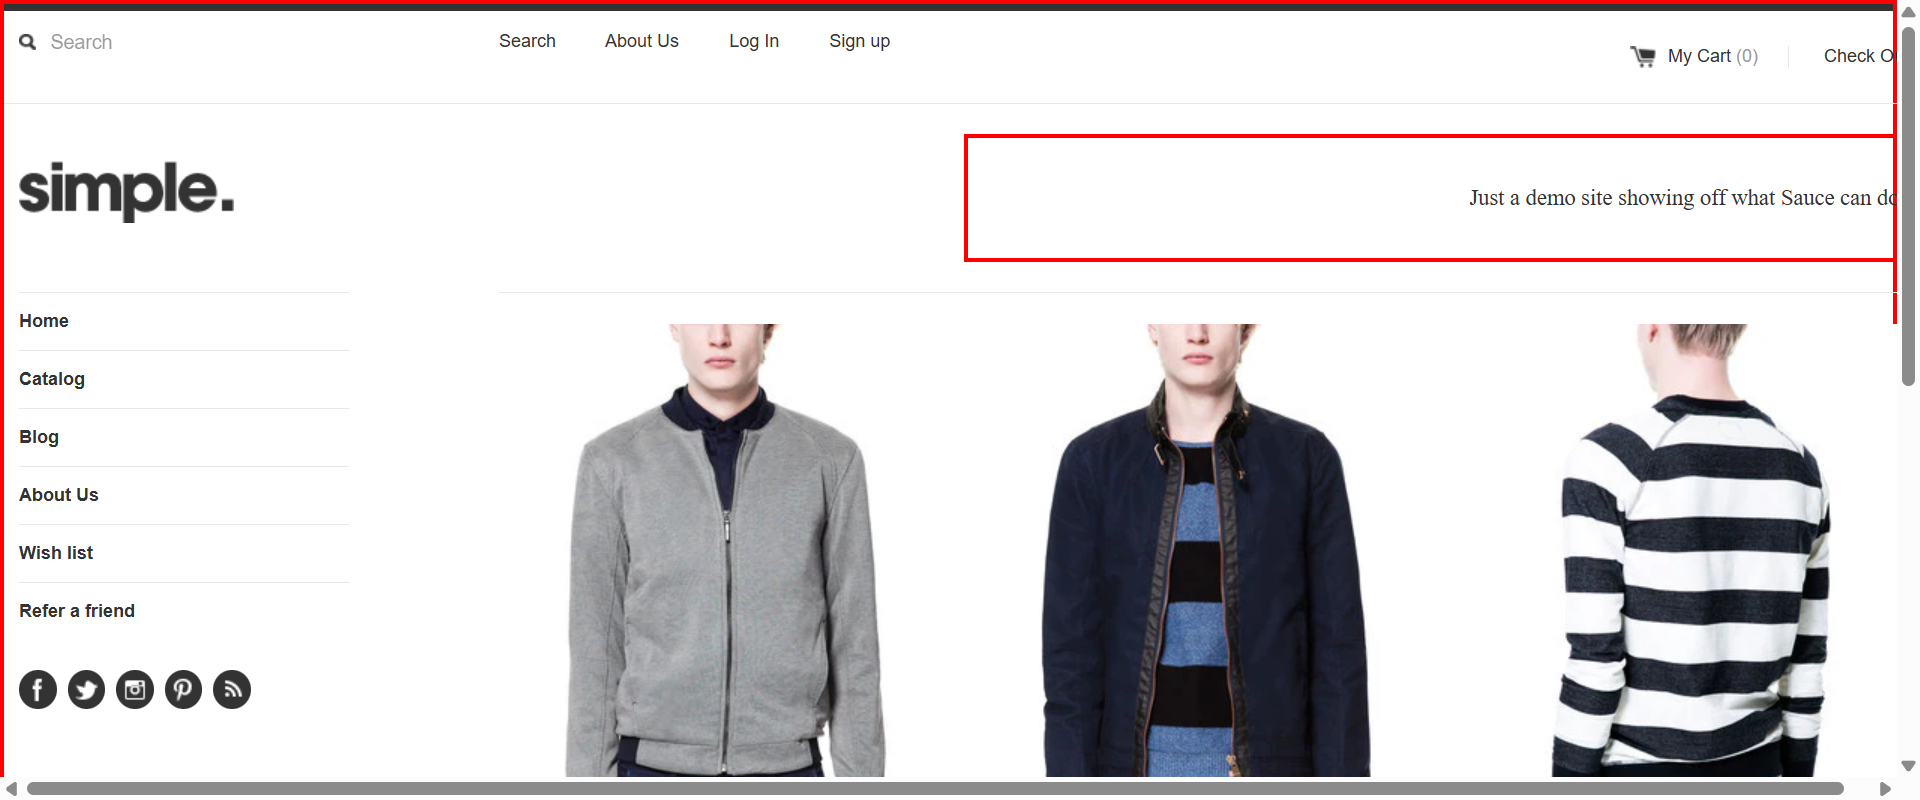 Search
Search About Us Log In Sign up
My Cart (0)
Check O
simple.
Just a demo site showing off what Sauce can do
Home
Catalog
Blog
About Us
Wish list
Refer a friend